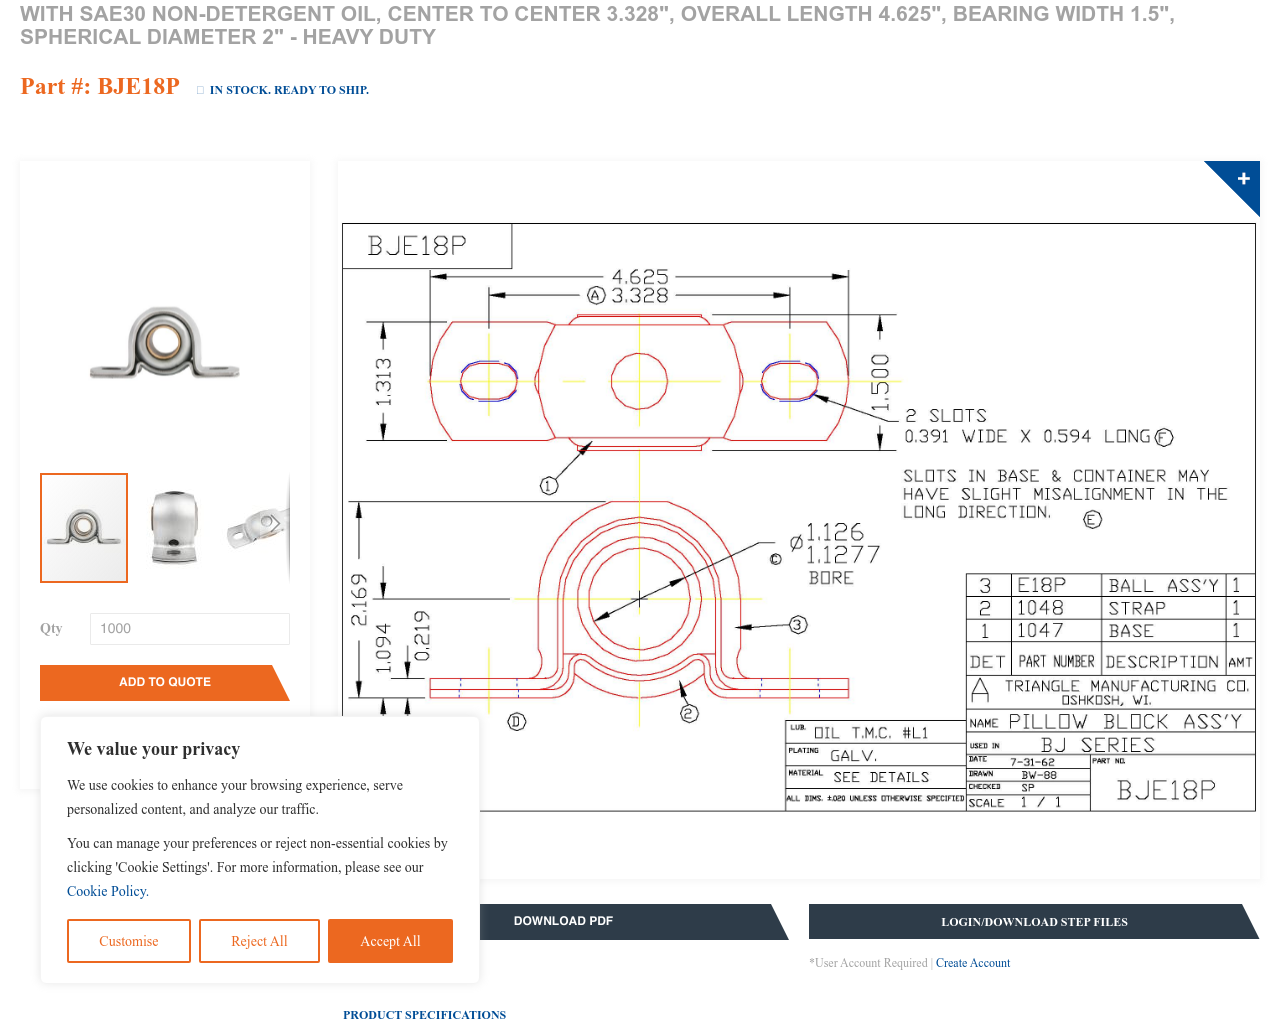 WITH SAE30 NON-DETERGENT OIL, CENTER TO CENTER 3.328", OVERALL LENGTH 4.625", BEARING WIDTH 1.5",
SPHERICAL DIAMETER 2" - HEAVY DUTY
Part #: BJE18P
IN STOCK. READY TO SHIP.
+
BJE18P
4.625
A 3.328
1.313
1.500
2 SLOTS
0.391 WIDE X 0.594 LONG F
1
SLOTS IN BASE & CONTAINER MAY
HAVE SLIGHT MISALIGNMENT IN THE
LONG DIRECTION.
E
ø1.126
1.1277
C
BORE
2.169
1.094
0.219
3
2
D
3 E18P BALL ASS'Y 1
2 1048 STRAP 1
1 1047 BASE 1
DET PART NUMBER DESCRIPTION AMT
A TRIANGLE MANUFACTURING CO.
OSHKOSH, WI.
NAME PILLOW BLOCK ASS'Y
USED IN BJ SERIES
DATE 7-31-62
DRAWN BW-88
CHECKED SP
SCALE 1 / 1
PART NO.
BJE18P
LUB. OIL T.M.C. #L1
PLATING GALV.
MATERIAL SEE DETAILS
ALL DIMS. ±.020 UNLESS OTHERWISE SPECIFIED
Qty 1000
ADD TO QUOTE
We value your privacy
We use cookies to enhance your browsing experience, serve
personalized content, and analyze our traffic.
You can manage your preferences or reject non-essential cookies by
clicking 'Cookie Settings'. For more information, please see our
Cookie Policy.
Customise Reject All Accept All
DOWNLOAD PDF
LOGIN/DOWNLOAD STEP FILES
*User Account Required | Create Account
PRODUCT SPECIFICATIONS